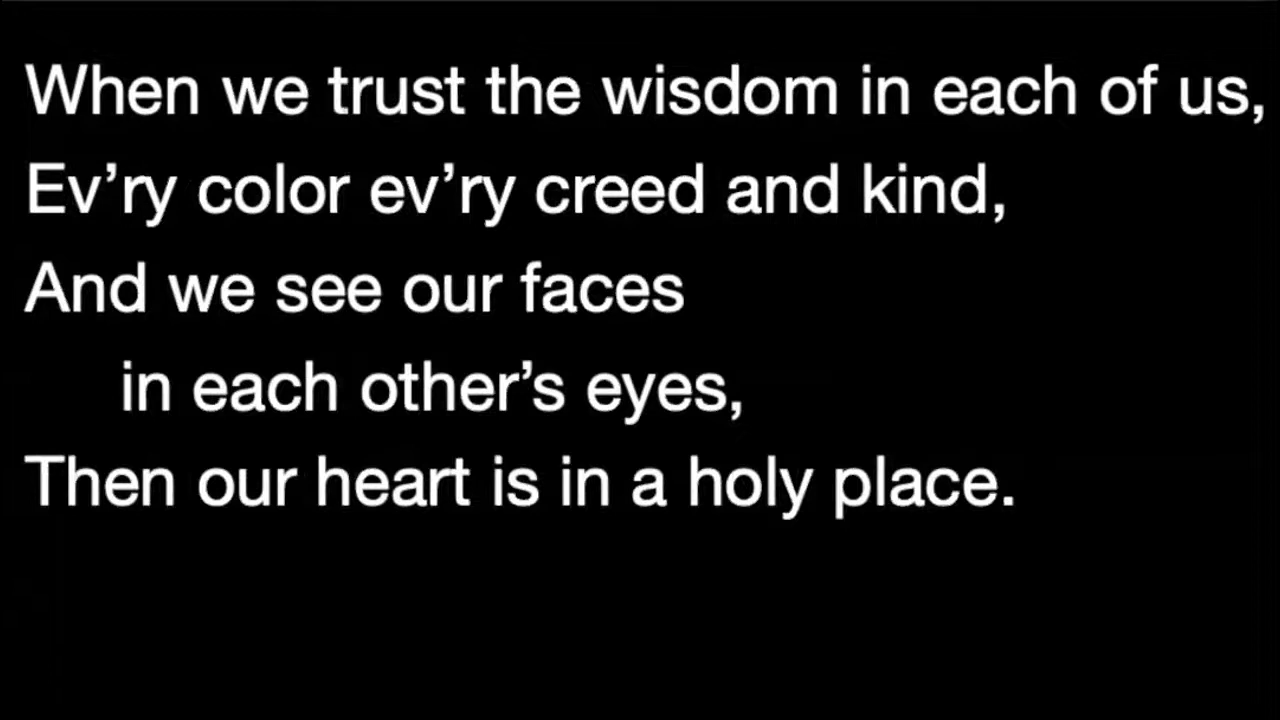 When we trust the wisdom in each of us,
Ev’ry color ev’ry creed and kind,
And we see our faces
in each other’s eyes,
Then our heart is in a holy place.